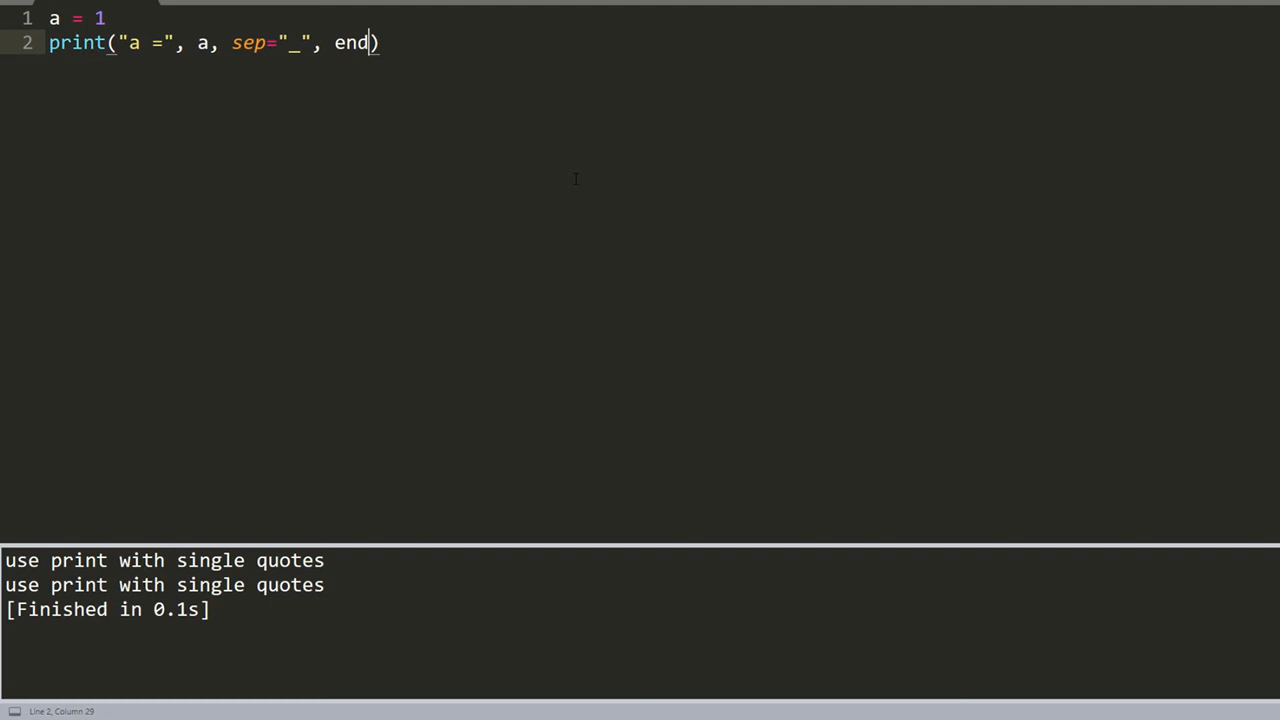 1 a = 1
2 print("a =", a, sep="_", end)
use print with single quotes
use print with single quotes
[Finished in 0.1s]
Line 2, Column 29